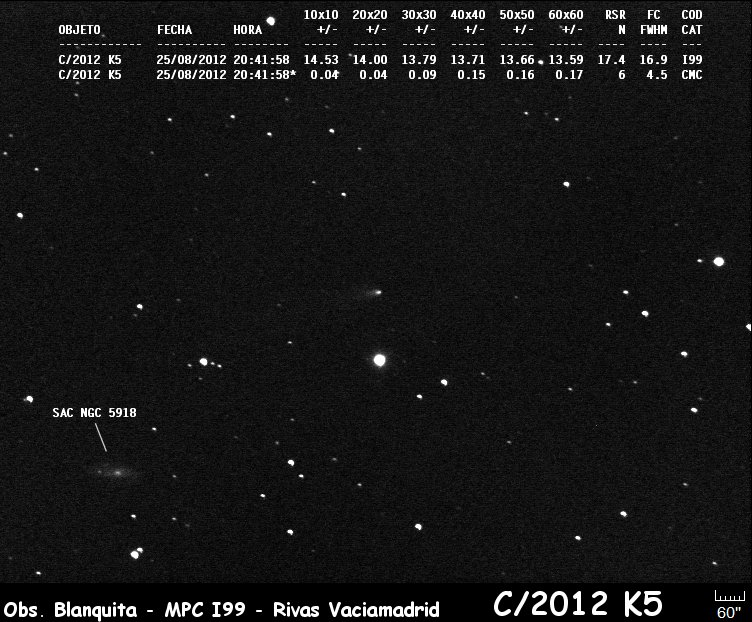 10x10 20x20 30x30 40x40 50x50 60x60 RSR FC COD
OBJETO FECHA HORA +/- +/- +/- +/- +/- +/- N FWHM CAT
------------ ---------- -------- ----- ----- ----- ----- ----- ----- ---- ---- ---
C/2012 K5 25/08/2012 20:41:58 14.53 14.00 13.79 13.71 13.66 13.59 17.4 16.9 I99
C/2012 K5 25/08/2012 20:41:58 0.04 0.04 0.09 0.15 0.16 0.17 6 4.5 CMC
SAC NGC 5918
Obs. Blanquita - MPC I99 - Rivas Vaciamadrid
C/2012 K5
60"